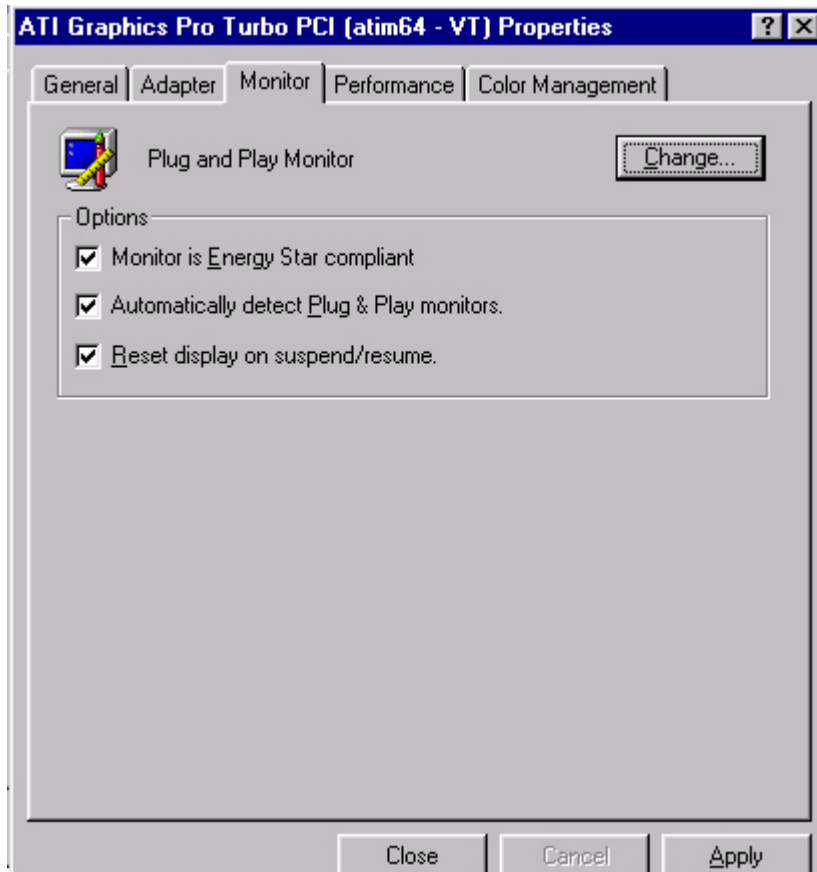 ATI Graphics Pro Turbo PCI (atim64 - VT) Properties ? ×
General Adapter Monitor Performance Color Management
Plug and Play Monitor Change...
Options
Monitor is Energy Star compliant
Automatically detect Plug & Play monitors.
Reset display on suspend/resume.
Close Cancel Apply